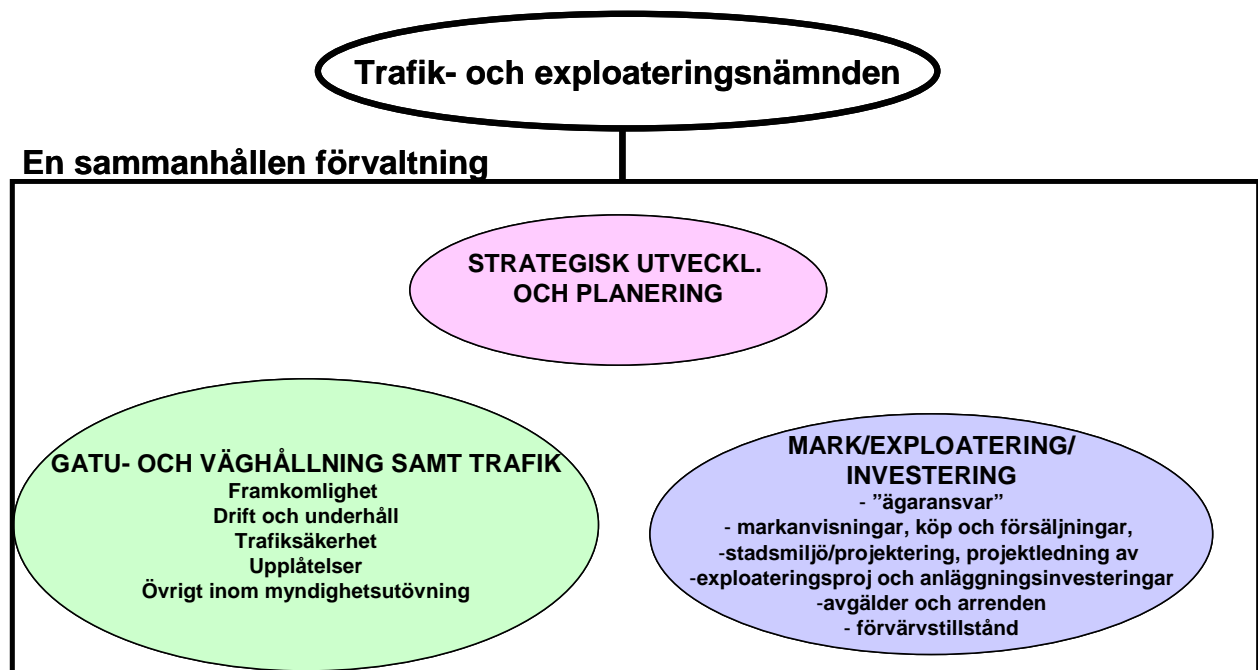 Trafik- och exploateringsnämnden
En sammanhållen förvaltning
STRATEGISK UTVECKL.
OCH PLANERING
GATU- OCH VÄGHÅLLNING SAMT TRAFIK
Framkomlighet
Drift och underhåll
Trafiksäkerhet
Upplåtelser
Övrigt inom myndighetsutövning
MARK/EXPLOATERING/
INVESTERING
- ”ägaransvar”
- markanvisningar, köp och försäljningar,
-stadsmiljö/projektering, projektledning av
-exploateringsproj och anläggningsinvesteringar
-avgälder och arrenden
- förvärvstillstånd